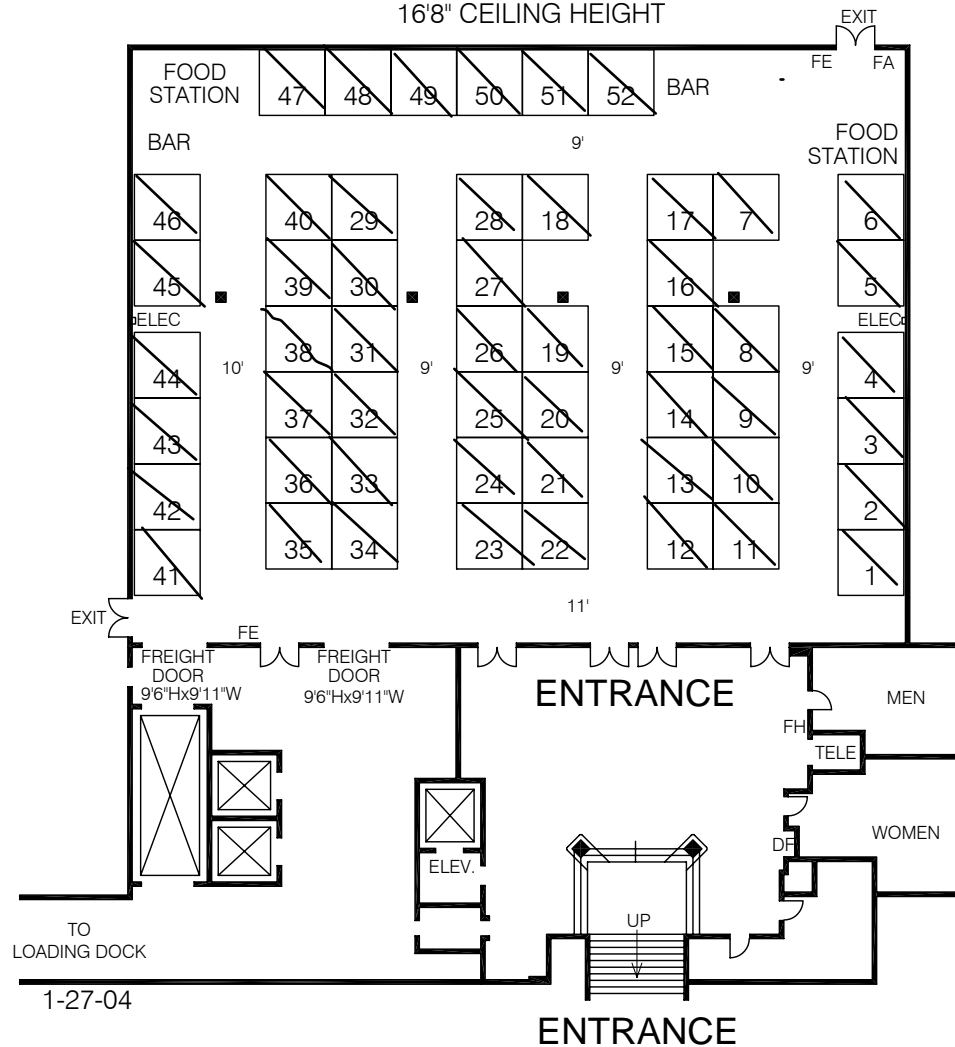 16'8" CEILING HEIGHT
EXIT
FE FA
FOOD
STATION
47 48 49 50 51 52
BAR
BAR
9'
FOOD
STATION
46 40 29 28 18 17 7 6
45 39 30 27 16 5
ELEC
ELEC
44 38 31 26 19 15 8 4
10' 9' 9' 9'
43 37 32 25 20 14 9 3
42 36 33 24 21 13 10 2
35 34 23 22 12 11
41 1
11'
EXIT
FE
FREIGHT
DOOR
9'6"Hx9'11"W
FREIGHT
DOOR
9'6"Hx9'11"W
ENTRANCE
MEN
FH
TELE
WOMEN
DF
ELEV.
UP
TO
LOADING DOCK
1-27-04
ENTRANCE